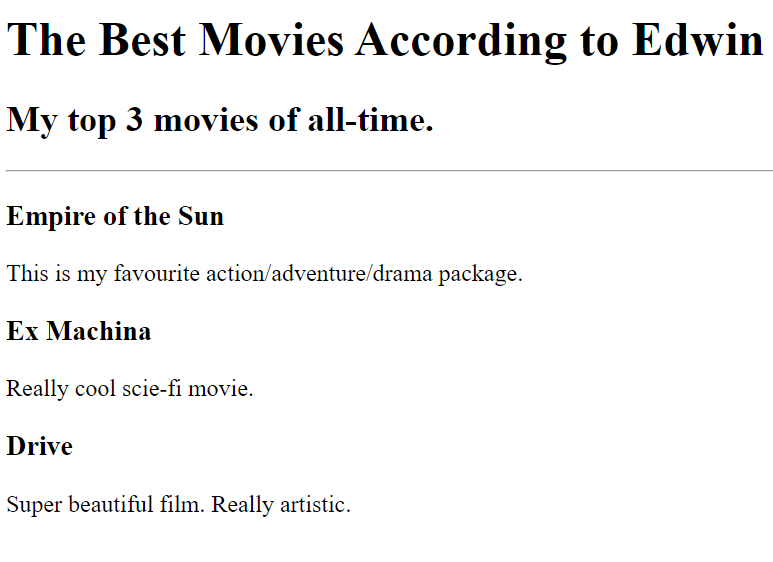 The Best Movies According to Edwin
My top 3 movies of all-time.
Empire of the Sun
This is my favourite action/adventure/drama package.
Ex Machina
Really cool scie-fi movie.
Drive
Super beautiful film. Really artistic.